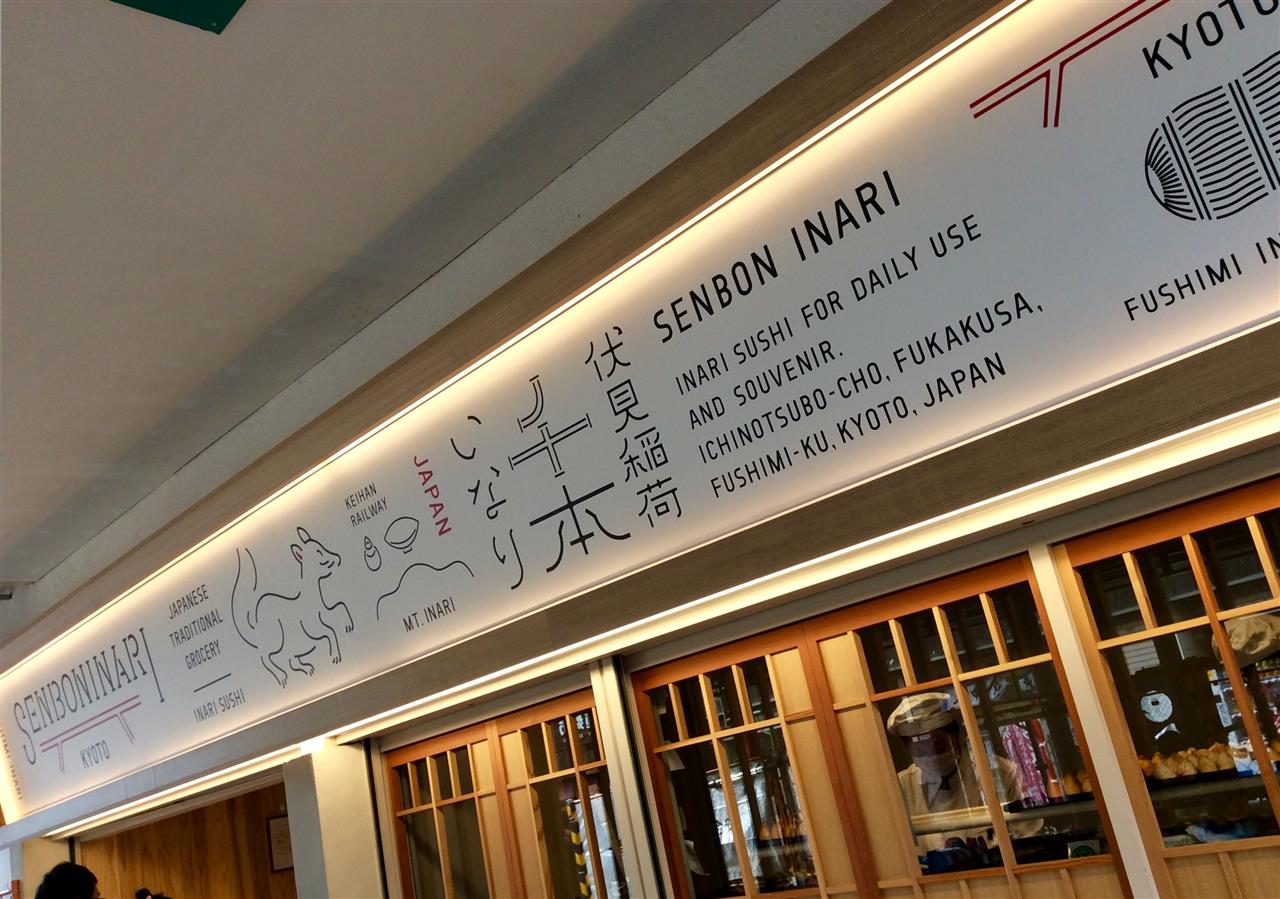 SENBONINARI
KYOTO
JAPANESE
TRADITIONAL
GROCERY
INARI SUSHI
KEIHAN
RAILWAY
JAPAN
MT. INARI
伏見稲荷
千本
いなり
SENBON INARI
INARI SUSHI FOR DAILY USE
AND SOUVENIR.
ICHINOTSUBO-CHO, FUKAKUSA,
FUSHIMI-KU, KYOTO, JAPAN
KYOTO
FUSHIMI IN